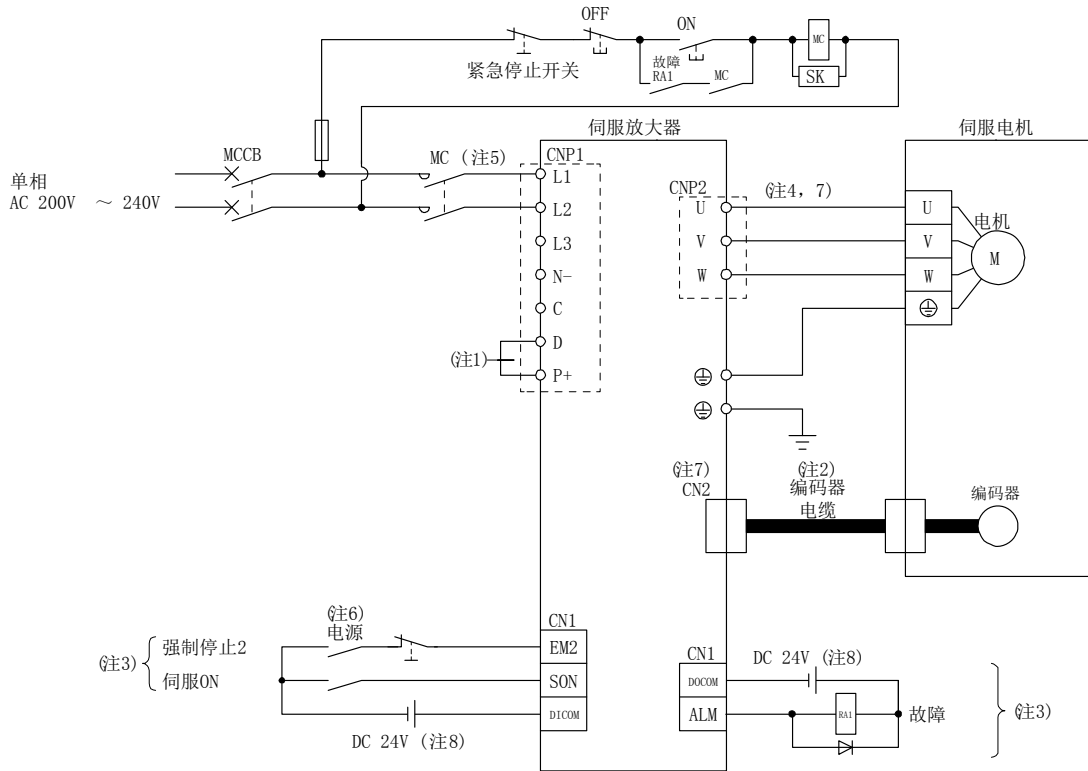 OFF
ON
MC
紧急停止开关
故障
RA1
MC
SK
伺服放大器
伺服电机
MCCB
MC (注5)
CNP1
单相
AC 200V ～ 240V
L1
L2
L3
N-
C
D
P+
(注1)
CNP2
(注4, 7)
U
V
W
U
V
W
电机
M
(注7)
CN2
(注2)
编码器
电缆
编码器
(注6)
电源
CN1
(注3)
强制停止2
伺服ON
EM2
SON
DICOM
DC 24V (注8)
CN1
DC 24V (注8)
DOCOM
ALM
RA1
故障
(注3)